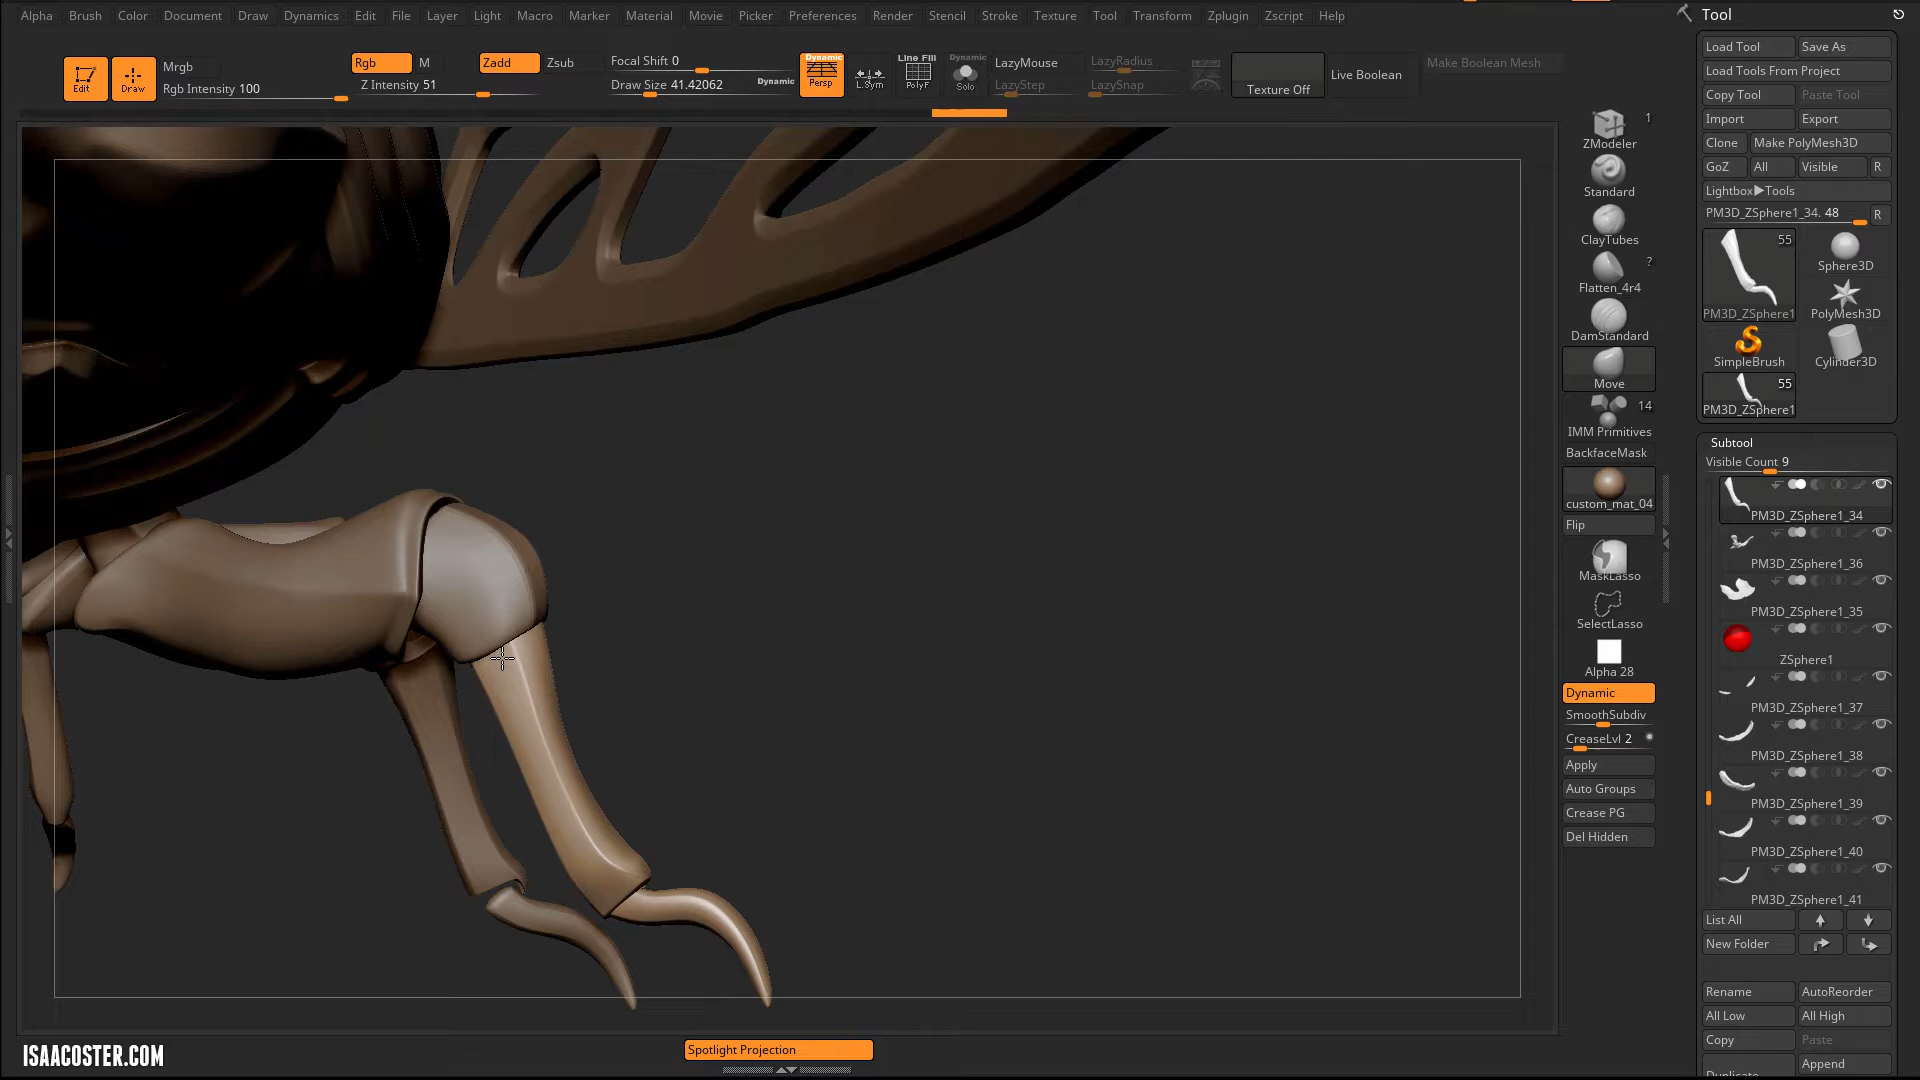 Alpha Brush Color Document Draw Dynamics Edit File Layer Light Macro Marker Material Movie Picker Preferences Render Stencil Stroke Texture Tool Transform Zplugin Zscript Help
Tool
Edit
Draw
Mrgb
Rgb Intensity 100
Rgb
M
Z Intensity 51
Zadd
Zsub
Focal Shift 0
Draw Size 41.42062
Dynamic
Dynamic
Persp
L.Sym
Line Fill
PolyF
Dynamic
Solo
LazyMouse
LazyStep
LazyRadius
LazySnap
Texture Off
Live Boolean
Make Boolean Mesh
1
ZModeler
Standard
ClayTubes
?
Flatten_4r4
DamStandard
Move
14
IMM Primitives
BackfaceMask
custom_mat_04
Flip
MaskLasso
SelectLasso
Alpha 28
Dynamic
SmoothSubdiv
CreaseLvl 2
Apply
Auto Groups
Crease PG
Del Hidden
Load Tool
Save As
Load Tools From Project
Copy Tool
Paste Tool
Import
Export
Clone
Make PolyMesh3D
GoZ
All
Visible
R
Lightbox▶Tools
PM3D_ZSphere1_34. 48
R
55
PM3D_ZSphere1
Sphere3D
PolyMesh3D
SimpleBrush
Cylinder3D
55
PM3D_ZSphere1
Subtool
Visible Count 9
PM3D_ZSphere1_34
PM3D_ZSphere1_36
PM3D_ZSphere1_35
ZSphere1
PM3D_ZSphere1_37
PM3D_ZSphere1_38
PM3D_ZSphere1_39
PM3D_ZSphere1_40
PM3D_ZSphere1_41
List All
New Folder
Rename
AutoReorder
All Low
All High
Copy
Paste
Append
Duplicate
Spotlight Projection
ISAACOSTER.COM